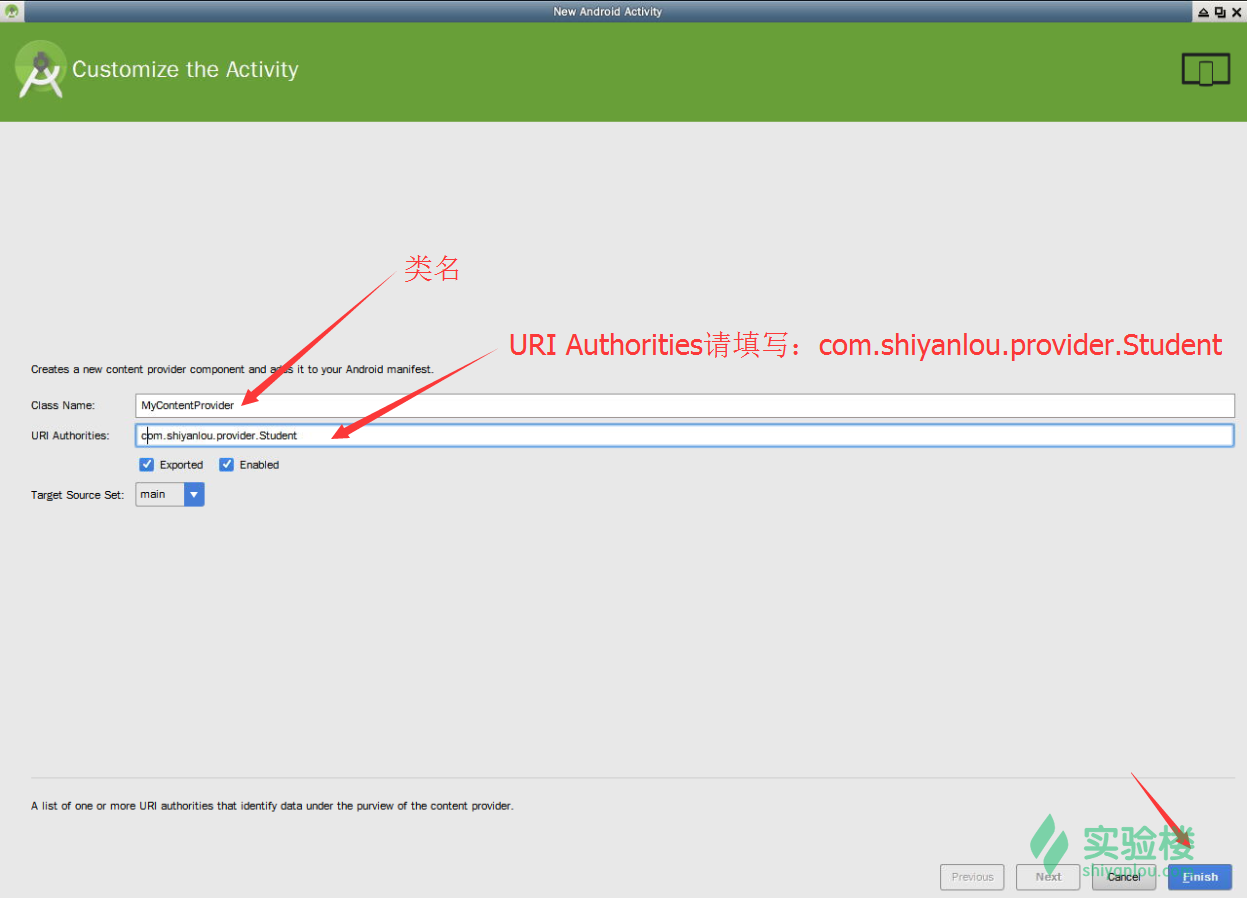 New Android Activity
Customize the Activity
类名
URI Authorities请填写：com.shiyanlou.provider.Student
Creates a new content provider component and adds it to your Android manifest.
Class Name: MyContentProvider
URI Authorities: com.shiyanlou.provider.Student
Exported Enabled
Target Source Set: main
A list of one or more URI authorities that identify data under the purview of the content provider.
实验楼
shiyanlou.com
Previous Next Cancel Finish